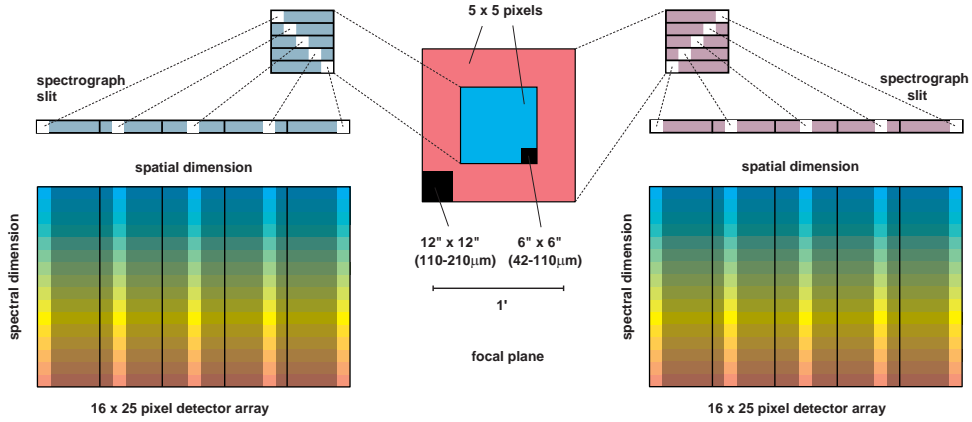 5 x 5 pixels
spectrograph
slit
spatial dimension
spectral dimension
16 x 25 pixel detector array
12" x 12"
(110-210µm)
6" x 6"
(42-110µm)
1'
focal plane
spectrograph
slit
spatial dimension
spectral dimension
16 x 25 pixel detector array